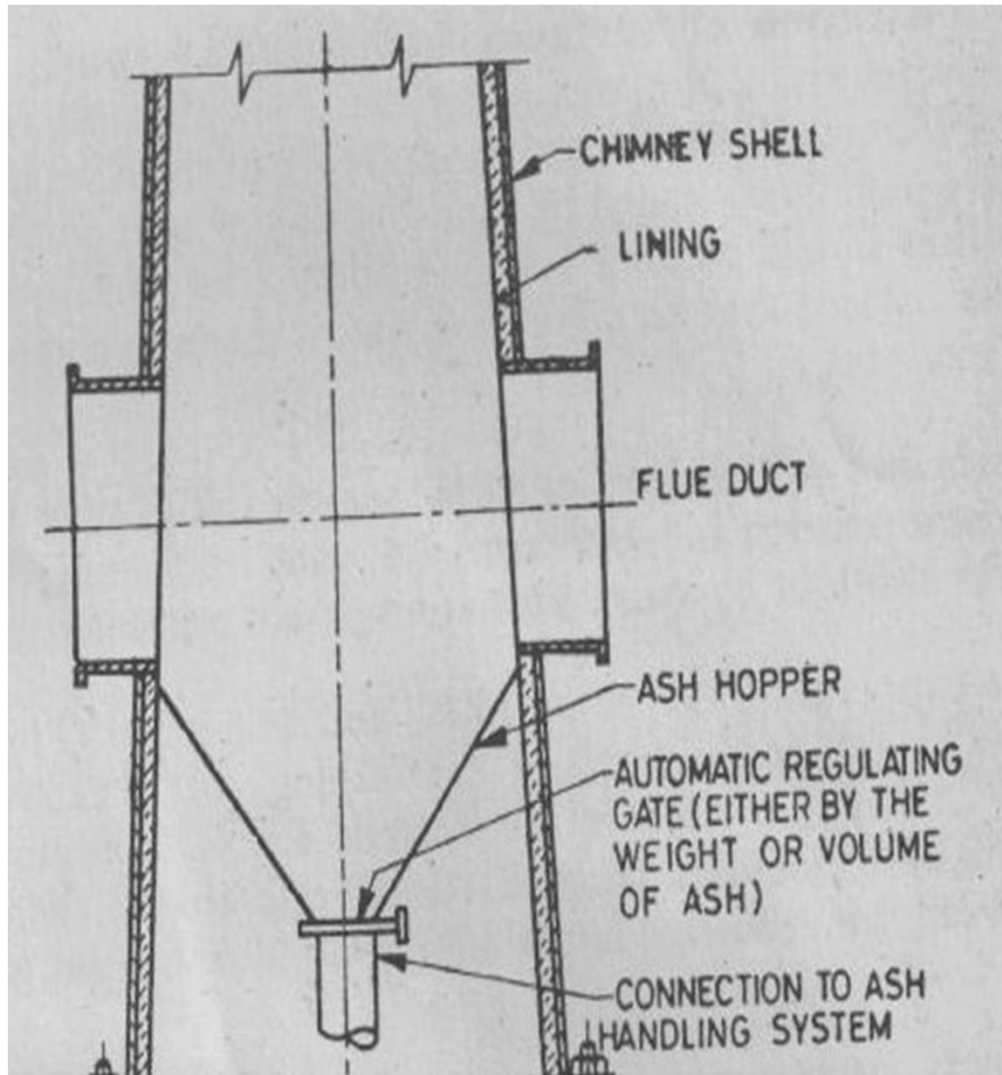 CHIMNEY SHELL
LINING
FLUE DUCT
ASH HOPPER
AUTOMATIC REGULATING
GATE (EITHER BY THE
WEIGHT OR VOLUME
OF ASH)
CONNECTION TO ASH
HANDLING SYSTEM